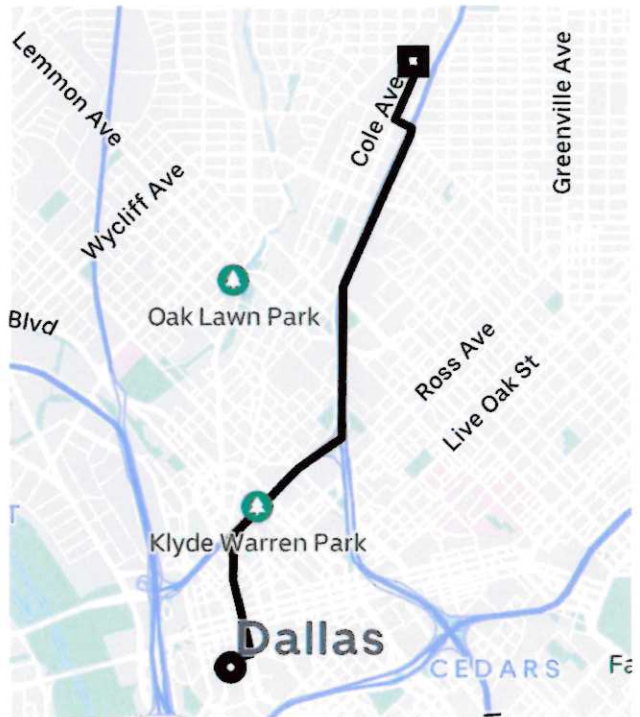 Lemmon Ave
Cole Ave
Greenville Ave
Wycliff Ave
Oak Lawn Park
Blvd
Ross Ave
Live Oak St
Klyde Warren Park
Dallas
CEDARS
Fa
T